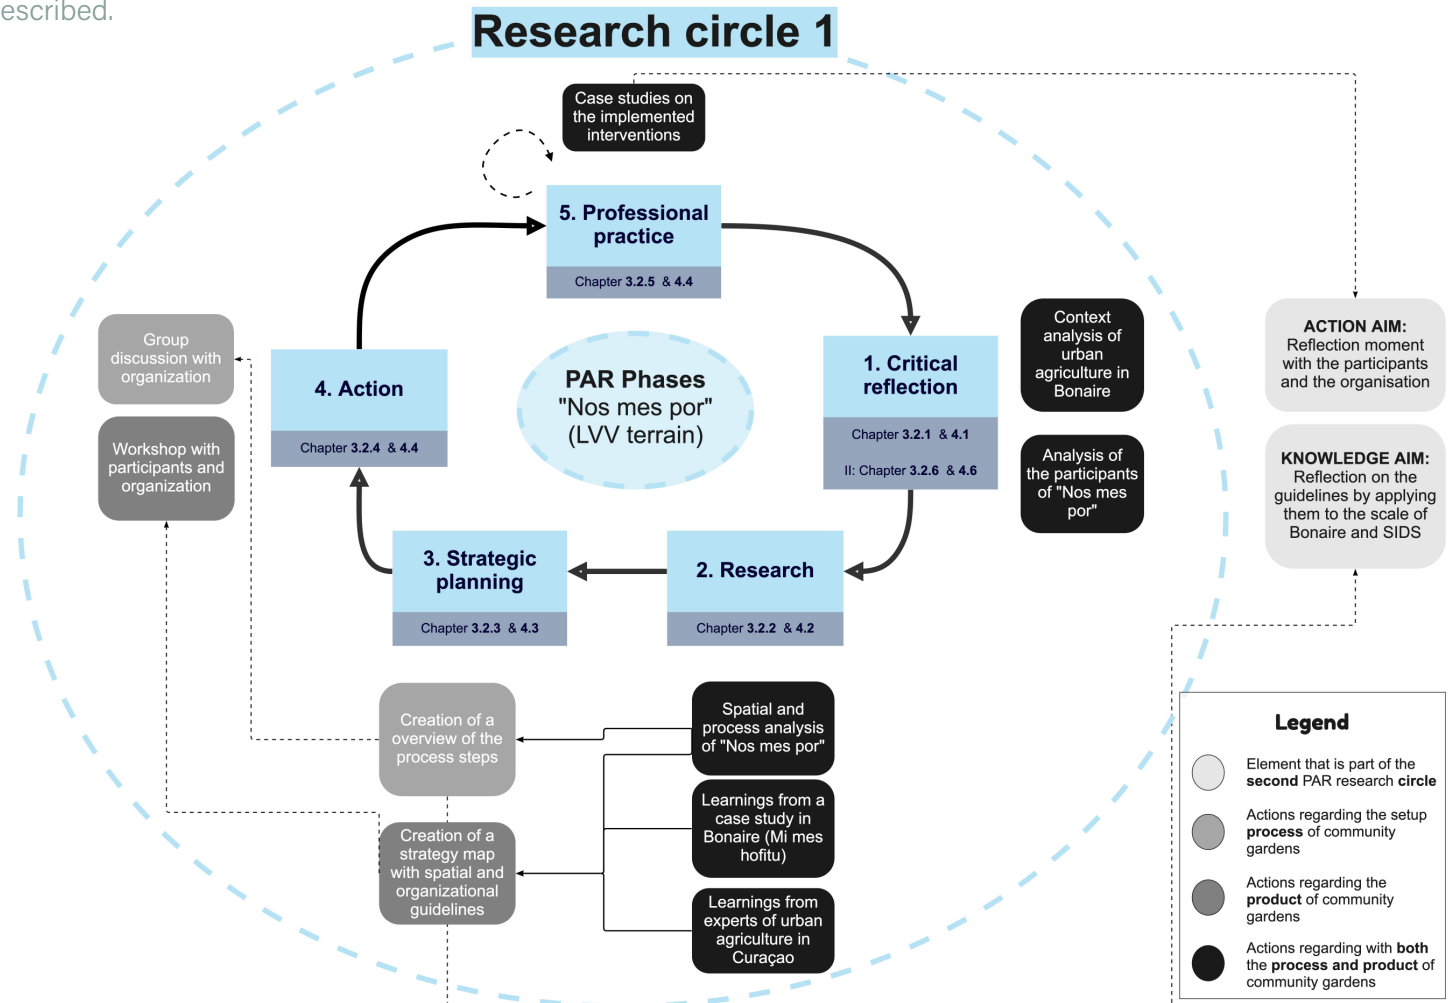 escribed.
Research circle 1
Case studies on
the implemented
interventions
5. Professional
practice
Chapter 3.2.5 & 4.4
Group
discussion with
organization
Workshop with
participants and
organization
4. Action
Chapter 3.2.4 & 4.4
PAR Phases
"Nos mes por"
(LVV terrain)
1. Critical
reflection
Chapter 3.2.1 & 4.1
II: Chapter 3.2.6 & 4.6
Context
analysis of
urban
agriculture in
Bonaire
Analysis of
the participants
of "Nos mes
por"
ACTION AIM:
Reflection moment
with the participants
and the organisation
KNOWLEDGE AIM:
Reflection on the
guidelines by applying
them to the scale of
Bonaire and SIDS
3. Strategic
planning
Chapter 3.2.3 & 4.3
2. Research
Chapter 3.2.2 & 4.2
Creation of a
overview of the
process steps
Creation of a
strategy map
with spatial and
organizational
guidelines
Spatial and
process analysis
of "Nos mes por"
Learnings from a
case study in
Bonaire (Mi mes
hofitu)
Learnings from
experts of urban
agriculture in
Curaçao
Legend
Element that is part of the
second PAR research circle
Actions regarding the setup
process of community
gardens
Actions regarding the
product of community
gardens
Actions regarding with both
the process and product of
community gardens